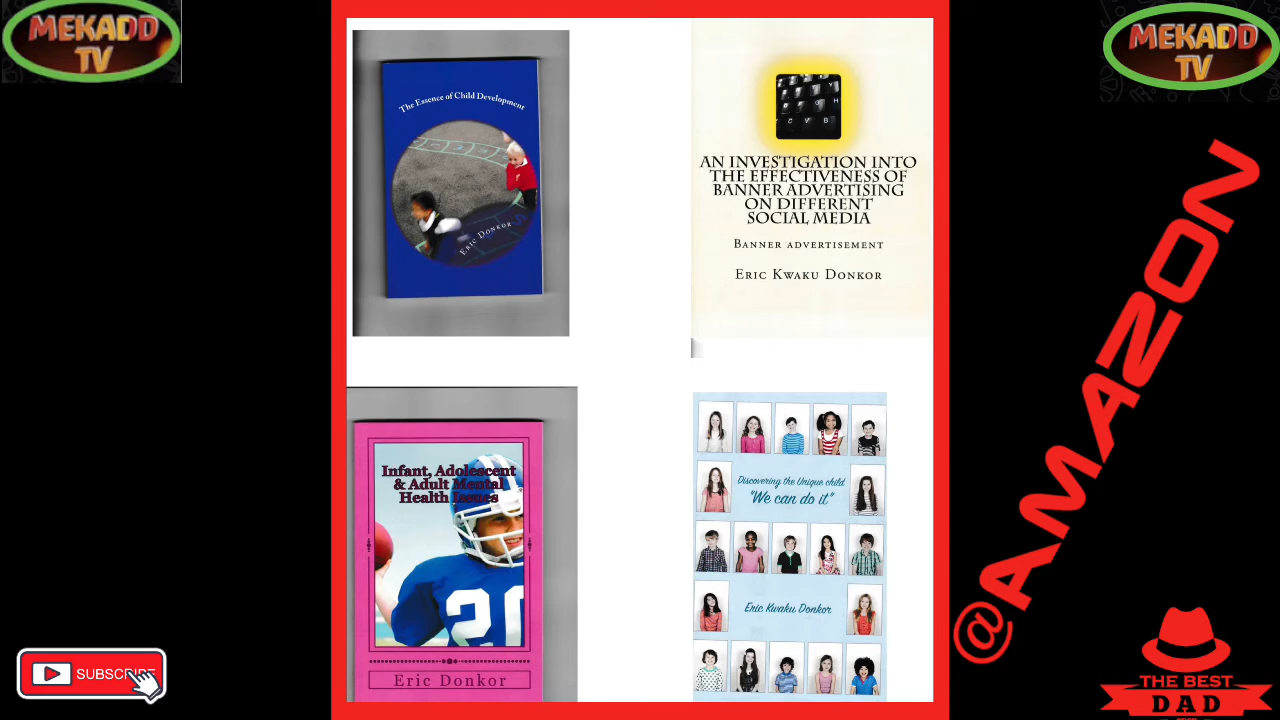 MEKADD
TV
MEKADD
TV
The Essence of Child Development
ERIC DONKOR
AN INVESTIGATION INTO
THE EFFECTIVENESS OF
BANNER ADVERTISING
ON DIFFERENT
SOCIAL MEDIA
BANNER ADVERTISEMENT
ERIC KWAKU DONKOR
Infant, Adolescent
& Adult Mental
Health Issues
Eric Donkor
Discovering the Unique child
"We can do it"
Eric Kwaku Donkor
@AMAZON
SUBSCRIBE
THE BEST
DAD